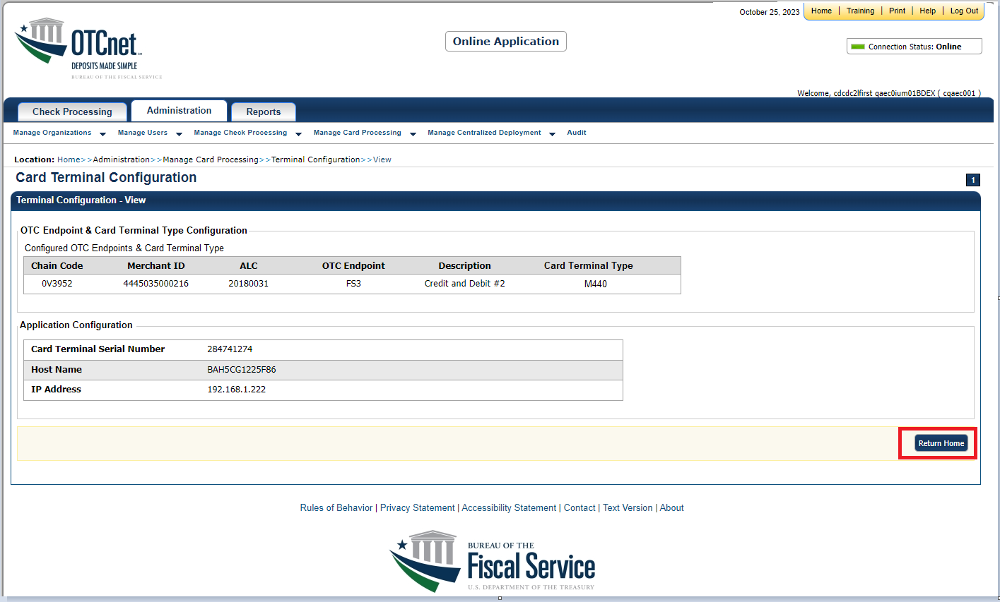 October 25, 2023
Home | Training | Print | Help | Log Out
OTCnet
SM
DEPOSITS MADE SIMPLE
BUREAU OF THE FISCAL SERVICE
Online Application
Connection Status: Online
Welcome, cdcdc2lfirst qaec0ium01BDEX ( cqaec001 )
Check Processing
Administration
Reports
Manage Organizations
Manage Users
Manage Check Processing
Manage Card Processing
Manage Centralized Deployment
Audit
Location: Home>>Administration>>Manage Card Processing>>Terminal Configuration>>View
Card Terminal Configuration
1
Terminal Configuration - View
OTC Endpoint & Card Terminal Type Configuration
Configured OTC Endpoints & Card Terminal Type
Chain Code Merchant ID ALC OTC Endpoint Description Card Terminal Type
0V3952 4445035000216 20180031 FS3 Credit and Debit #2 M440
Application Configuration
Card Terminal Serial Number 284741274
Host Name BAH5CG1225F86
IP Address 192.168.1.222
Return Home
Rules of Behavior | Privacy Statement | Accessibility Statement | Contact | Text Version | About
BUREAU OF THE
Fiscal Service
U.S. DEPARTMENT OF THE TREASURY